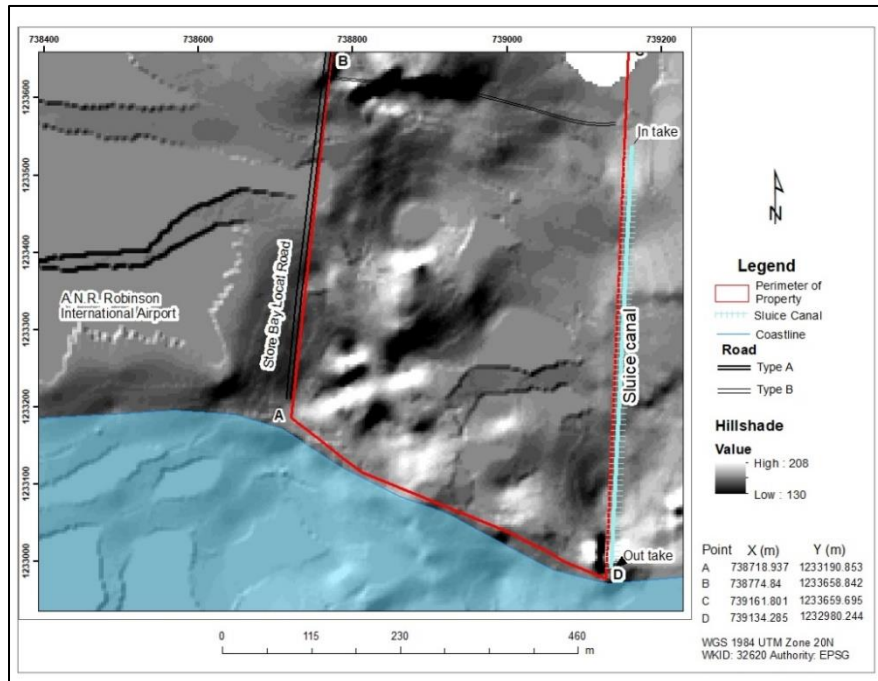 738400
738600
738800
739000
739200
1233600
1233500
1233400
1233300
1233200
1233100
1233000
B
In take
Store Bay Local Road
A.N.R. Robinson
International Airport
Sluice canal
A
Out take
D
N
Legend
Perimeter of
Property
Sluice Canal
Coastline
Road
Type A
Type B
Hillshade
Value
High : 208
Low : 130
Point X (m) Y (m)
A 738718.937 1233190.853
B 738774.84 1233658.842
C 739161.801 1233659.695
D 739134.285 1232980.244
WGS 1984 UTM Zone 20N
WKID: 32620 Authority: EPSG
0 115 230 460
m